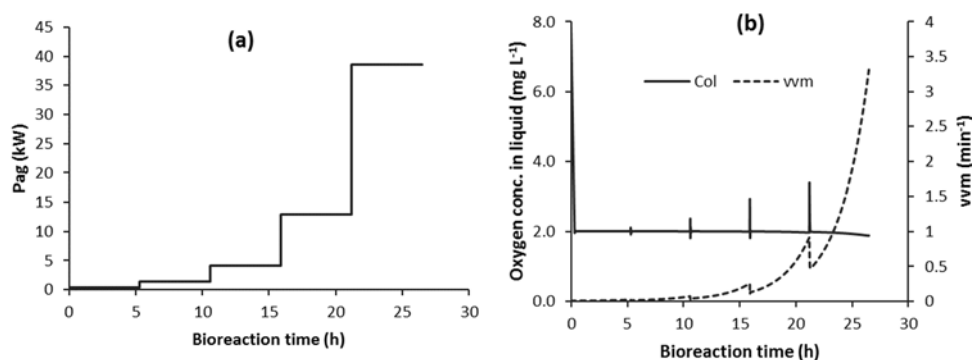 (a)
45
40
35
30
25
20
15
10
5
0
Pag (kW)
0 5 10 15 20 25 30
Bioreaction time (h)
(b)
Col vvm
8.0
6.0
4.0
2.0
0.0
Oxygen conc. in liquid (mg L-1)
4
3.5
3
2.5
2
1.5
1
0.5
0
vvm (min-1)
0 5 10 15 20 25 30
Bioreaction time (h)